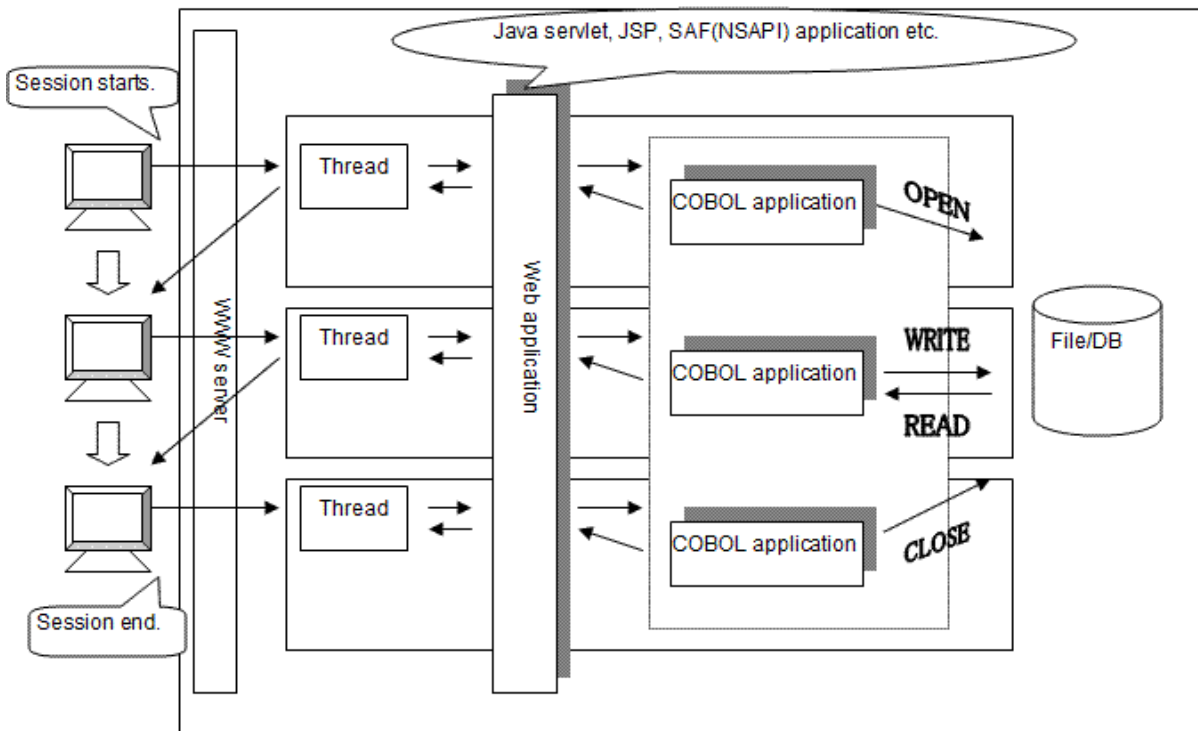 Java servlet, JSP, SAF(NSAPI) application etc.
Session starts.
Thread
COBOL application
OPEN
WWW server
Web application
Thread
COBOL application
WRITE
READ
File/DB
Thread
COBOL application
CLOSE
Session end.